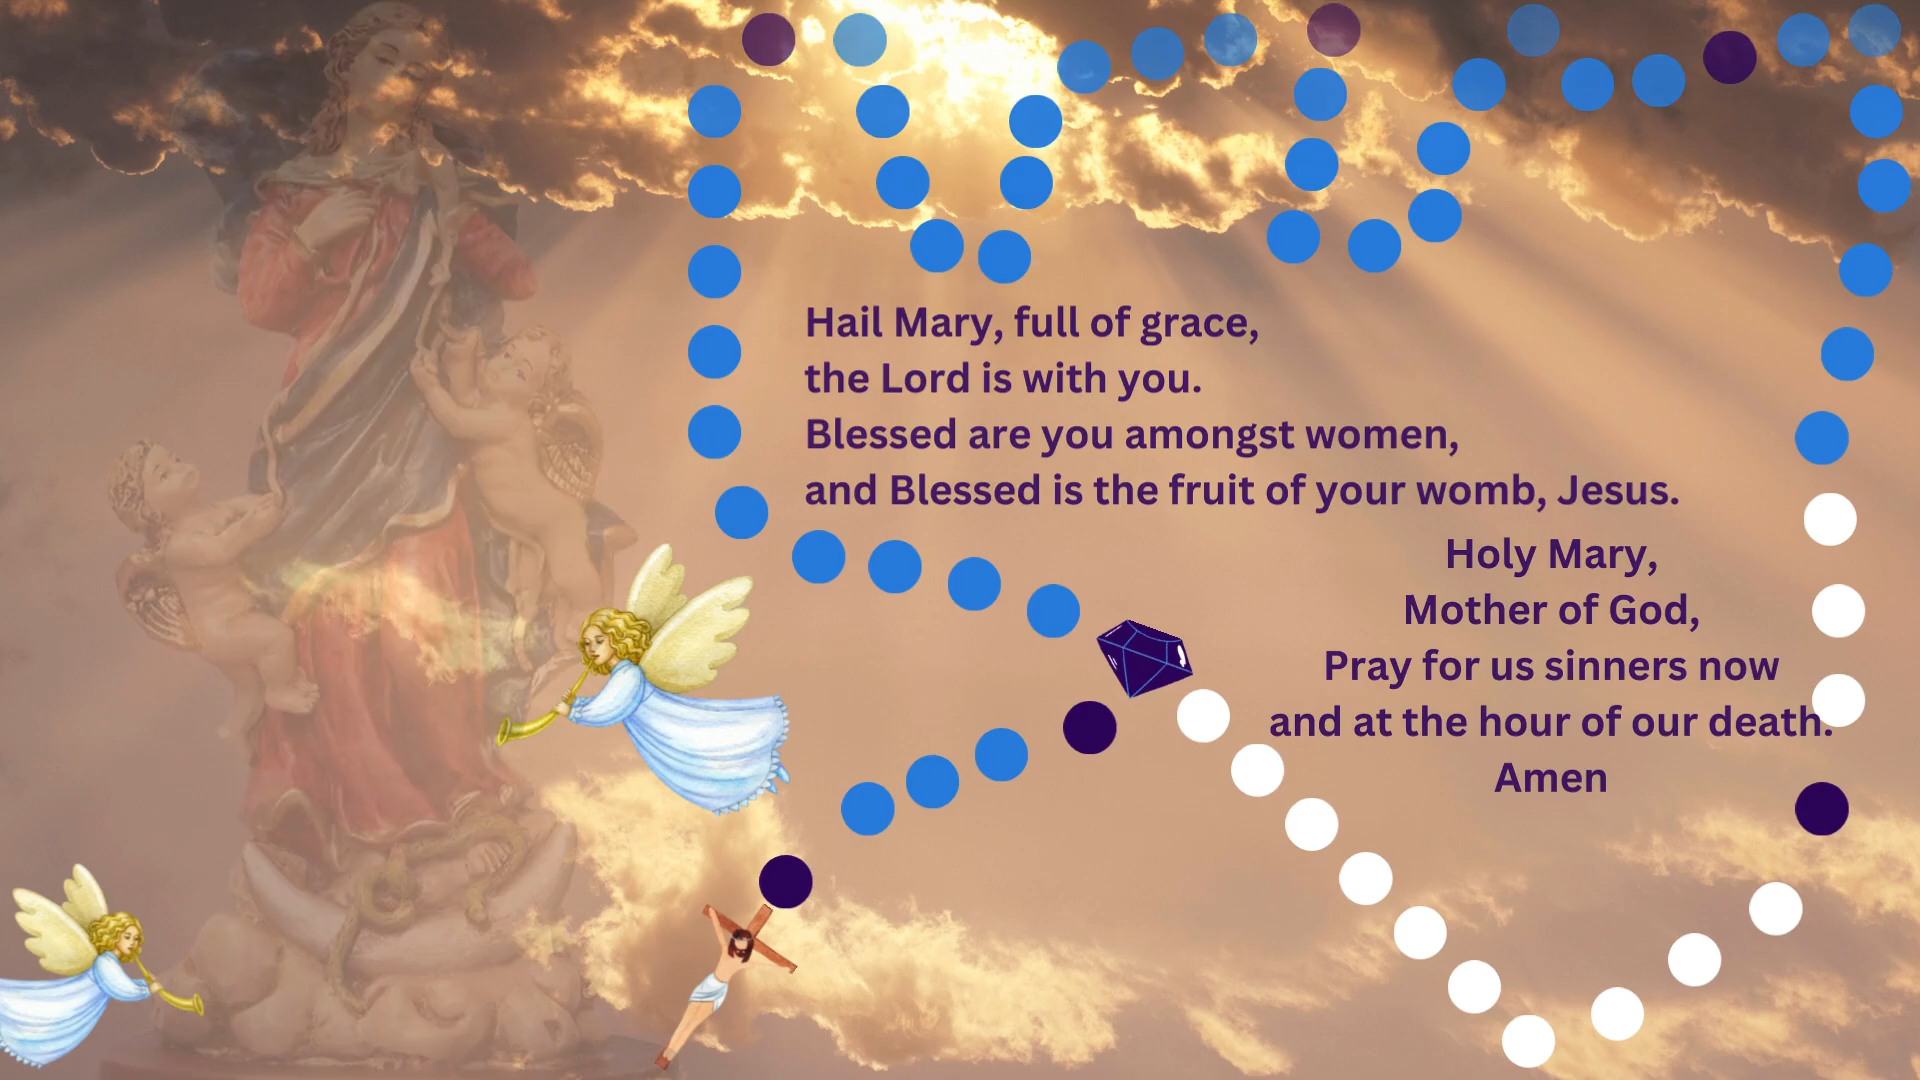 Hail Mary, full of grace,
the Lord is with you.
Blessed are you amongst women,
and Blessed is the fruit of your womb, Jesus.
Holy Mary,
Mother of God,
Pray for us sinners now
and at the hour of our death.
Amen